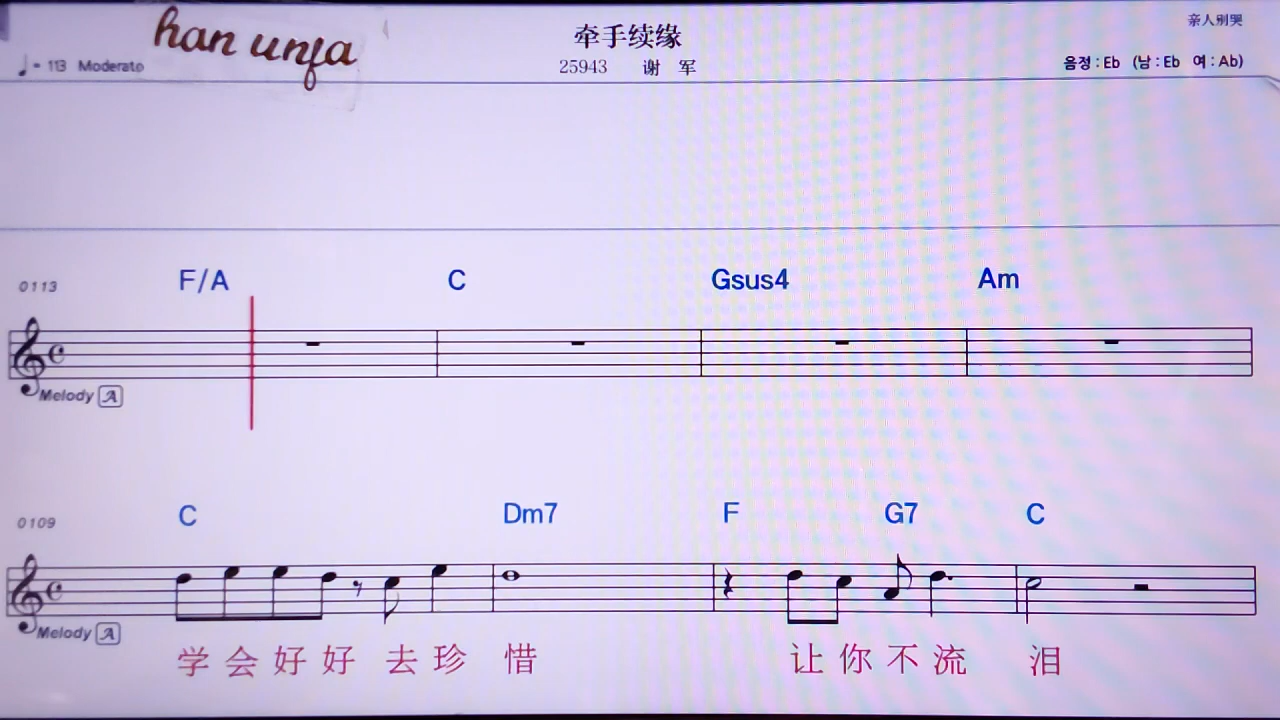 han unfa
牵手续缘
亲人别哭
♩= 113 Moderato
25943 谢 军
음정 : Eb (남 : Eb 여 : Ab)
0113 F/A C Gsus4 Am
Melody A
0109 C Dm7 F G7 C
Melody A
学 会 好 好 去 珍 惜 让 你 不 流 泪